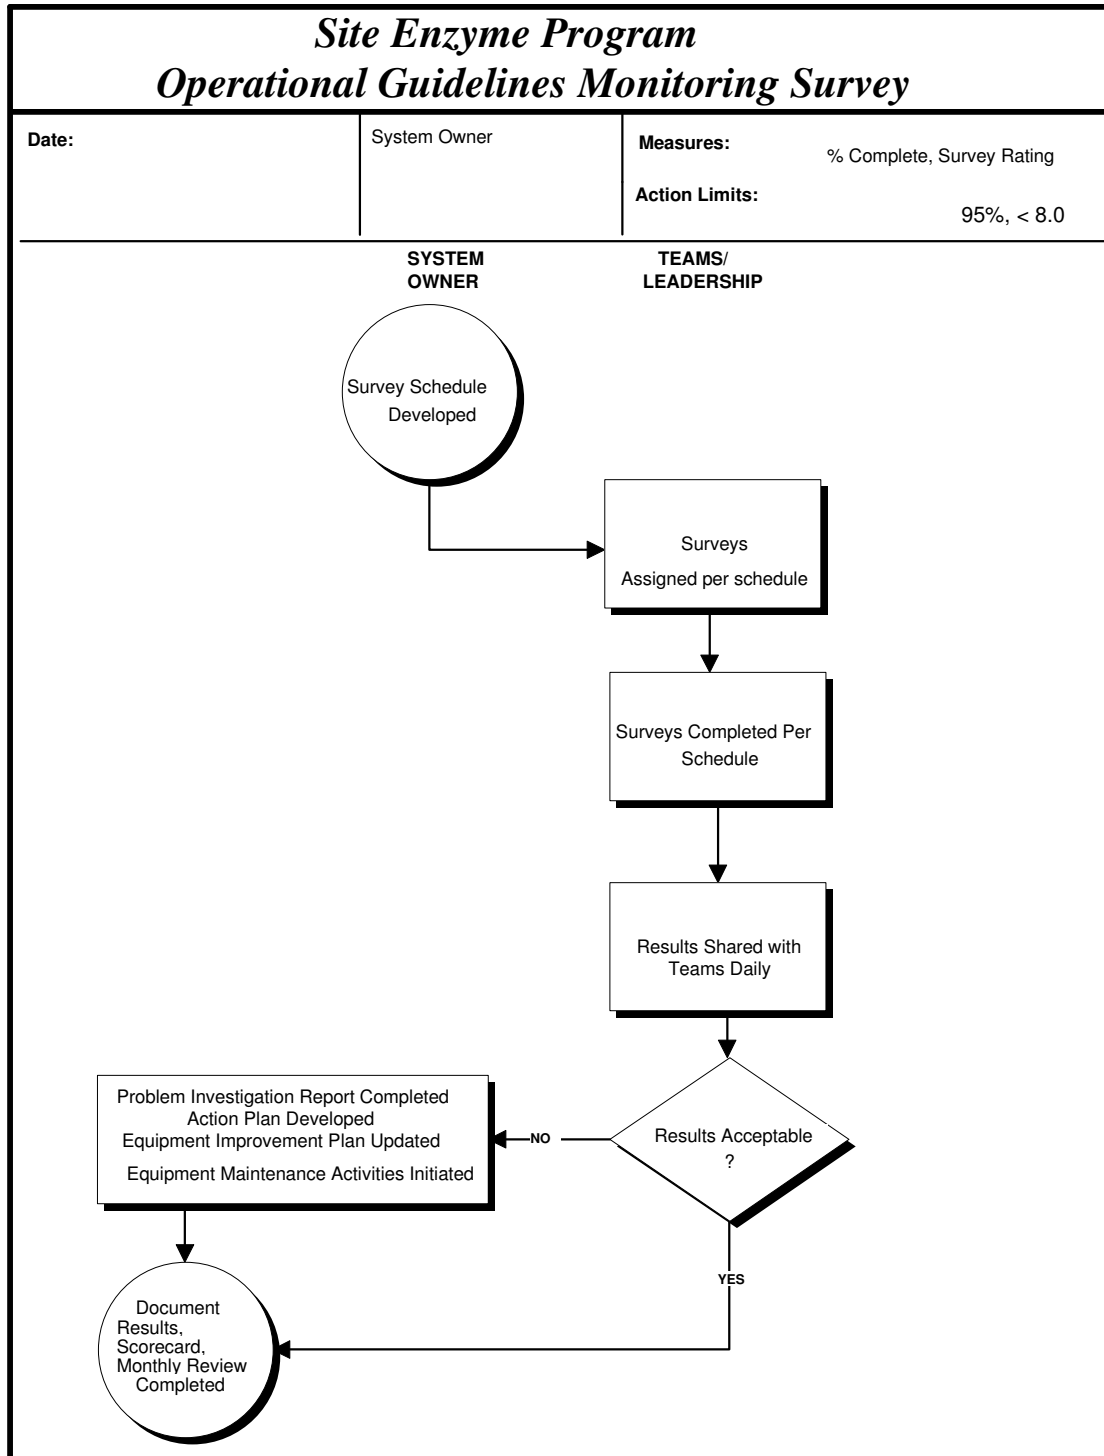 Site Enzyme Program
Operational Guidelines Monitoring Survey
Date:
System Owner
Measures:
% Complete, Survey Rating
Action Limits:
95%, < 8.0
SYSTEM
OWNER
TEAMS/
LEADERSHIP
Survey Schedule
Developed
Surveys
Assigned per schedule
Surveys Completed Per
Schedule
Results Shared with
Teams Daily
Results Acceptable
?
NO
Problem Investigation Report Completed
Action Plan Developed
Equipment Improvement Plan Updated
Equipment Maintenance Activities Initiated
YES
Document
Results,
Scorecard,
Monthly Review
Completed